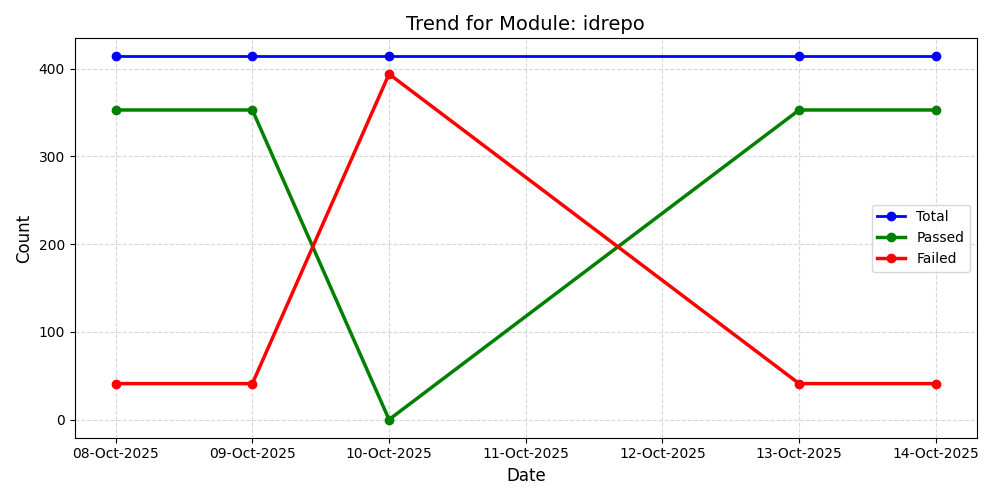 Trend for Module: idrepo
Count
400
300
200
100
0
Total
Passed
Failed
08-Oct-2025
09-Oct-2025
10-Oct-2025
11-Oct-2025
12-Oct-2025
13-Oct-2025
14-Oct-2025
Date